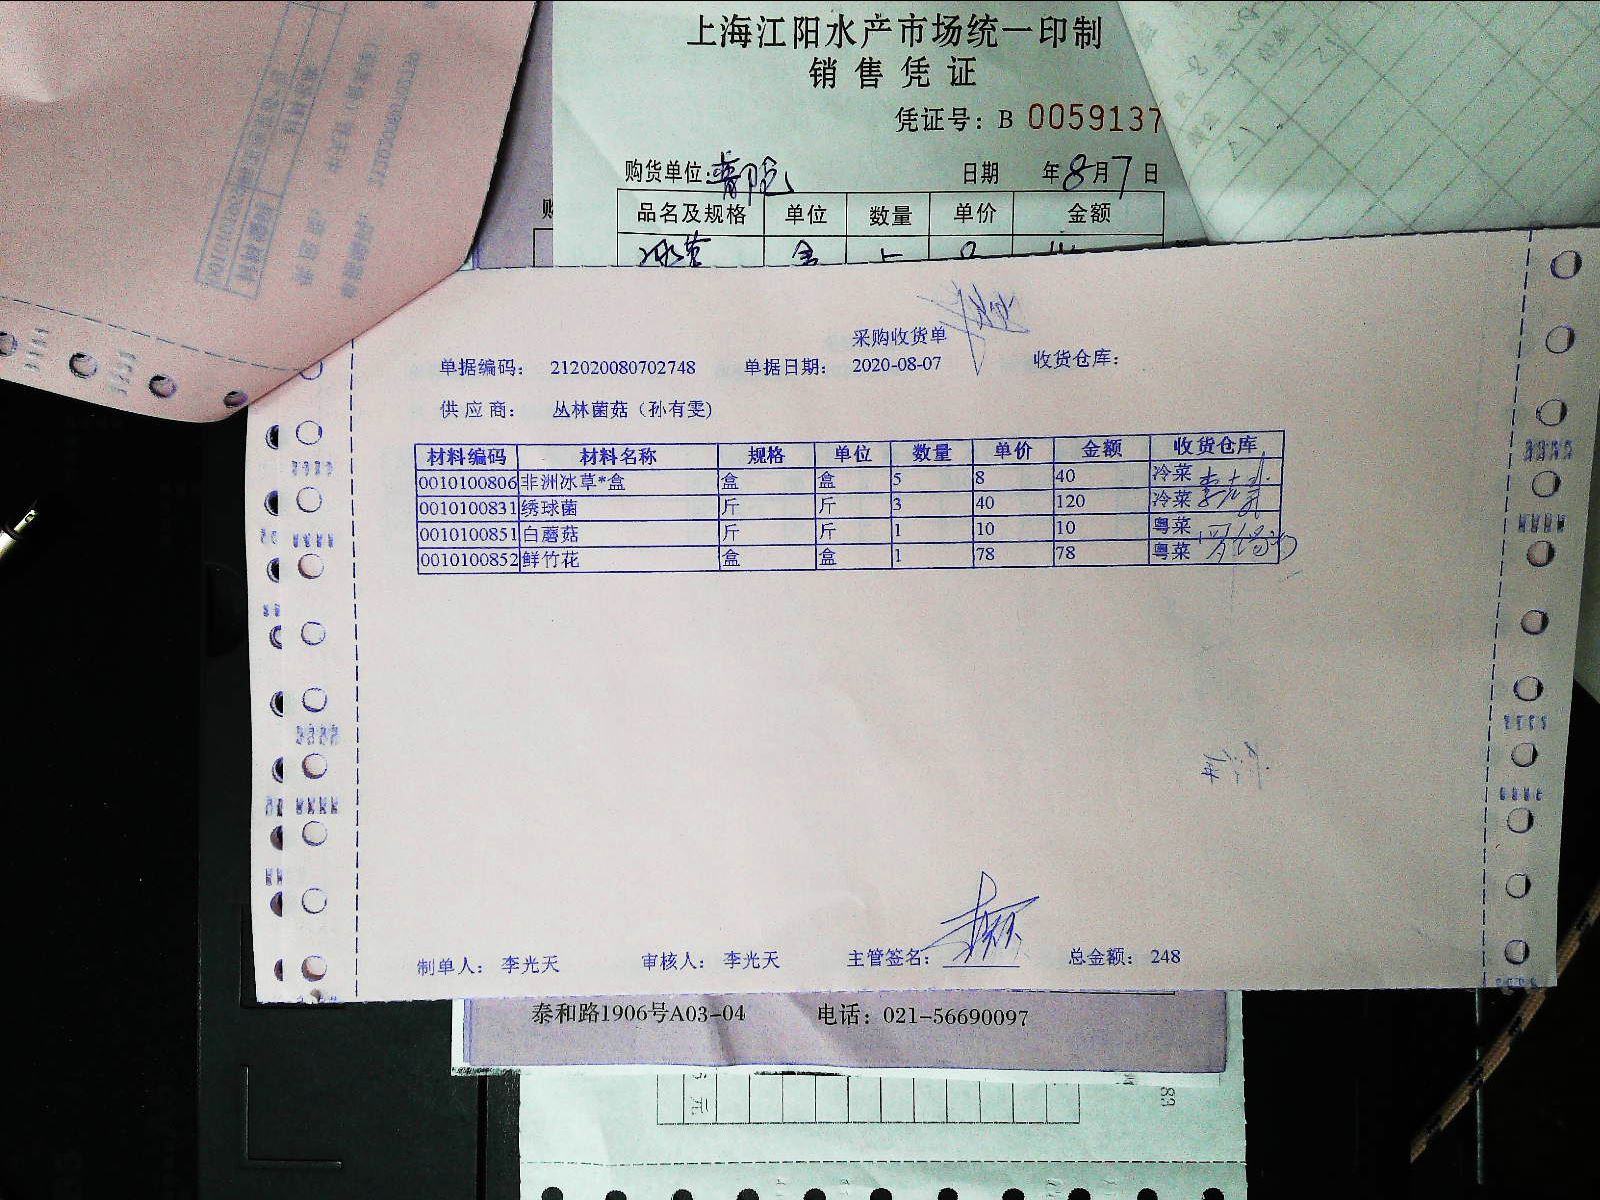 上海江阳水产市场统一印制
销售凭证
凭证号：B 0059137
购货单位: 日期 年8月7日
品名及规格 单位 数量 单价 金额
采购收货单
单据编码： 212020080702748 单据日期： 2020-08-07 收货仓库：
供应商： 丛林菌菇（孙有雯)
材料编码 材料名称 规格 单位 数量 单价 金额 收货仓库
0010100806 非洲冰草*盒 盒 盒 5 8 40 冷菜
0010100831 绣球菌 斤 斤 3 40 120 冷菜
0010100851 白蘑菇 斤 斤 1 10 10 粤菜
0010100852 鲜竹花 盒 盒 1 78 78 粤菜
制单人： 李光天 审核人： 李光天 主管签名： 总金额： 248
泰和路1906号A03-04 电话：021-56690097
元